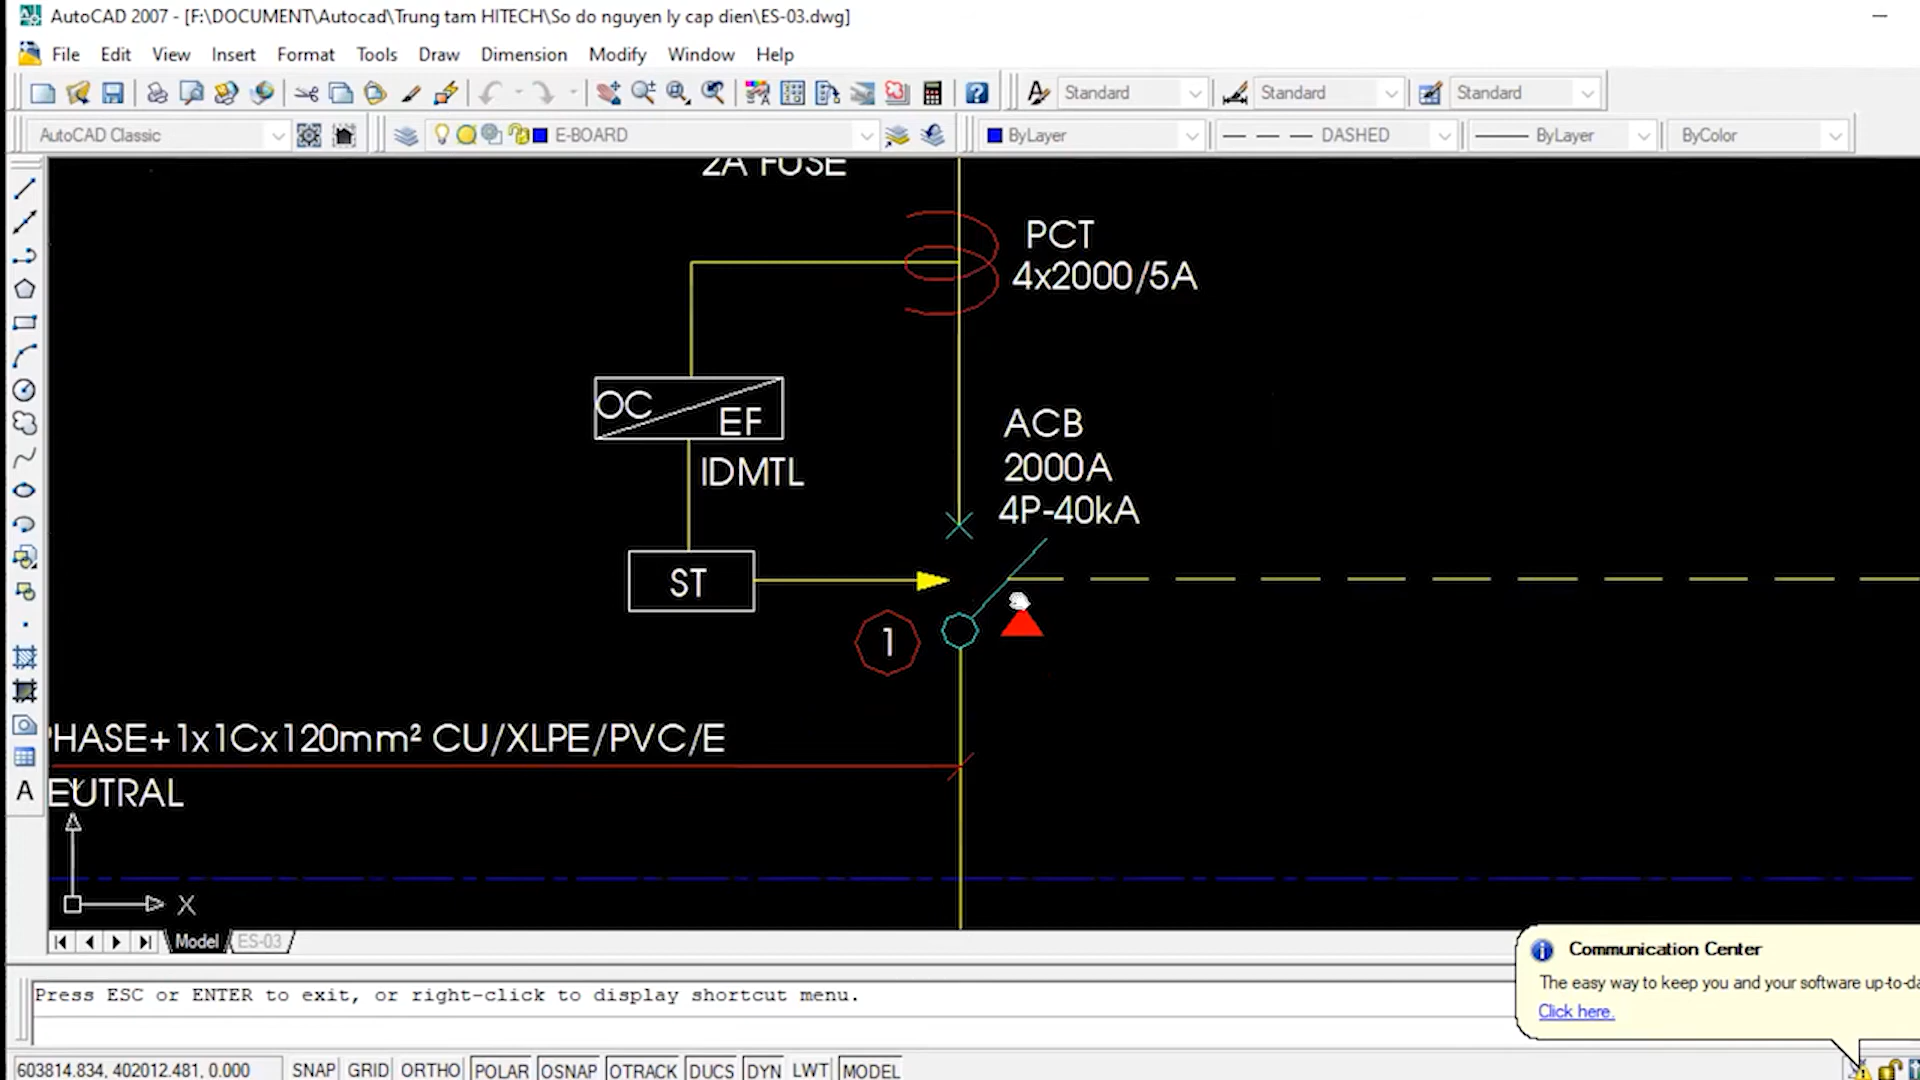 AutoCAD 2007 - [F:\DOCUMENT\Autocad\Trung tam HITECH\So do nguyen ly cap dien\ES-03.dwg]
File Edit View Insert Format Tools Draw Dimension Modify Window Help
Standard Standard Standard
AutoCAD Classic E-BOARD ByLayer DASHED ByLayer ByColor
2A FUSE
PCT
4x2000/5A
OC EF
IDMTL
ACB
2000A
4P-40kA
ST
1
PHASE+1x1Cx120mm² CU/XLPE/PVC/E
EUTRAL
Y
X
A
Model ES-03
Communication Center
The easy way to keep you and your software up-to-da
Click here.
Press ESC or ENTER to exit, or right-click to display shortcut menu.
603814.834, 402012.481, 0.000 SNAP GRID ORTHO POLAR OSNAP OTRACK DUCS DYN LWT MODEL